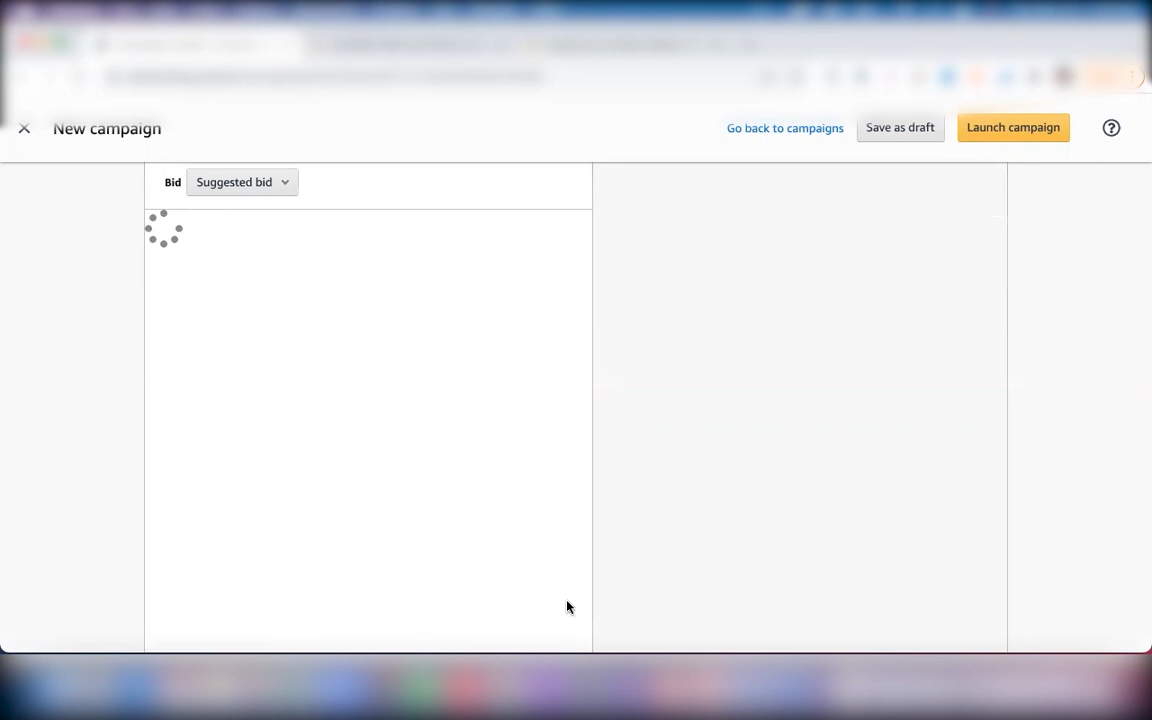 New campaign
Go back to campaigns
Save as draft
Launch campaign
Bid
Suggested bid